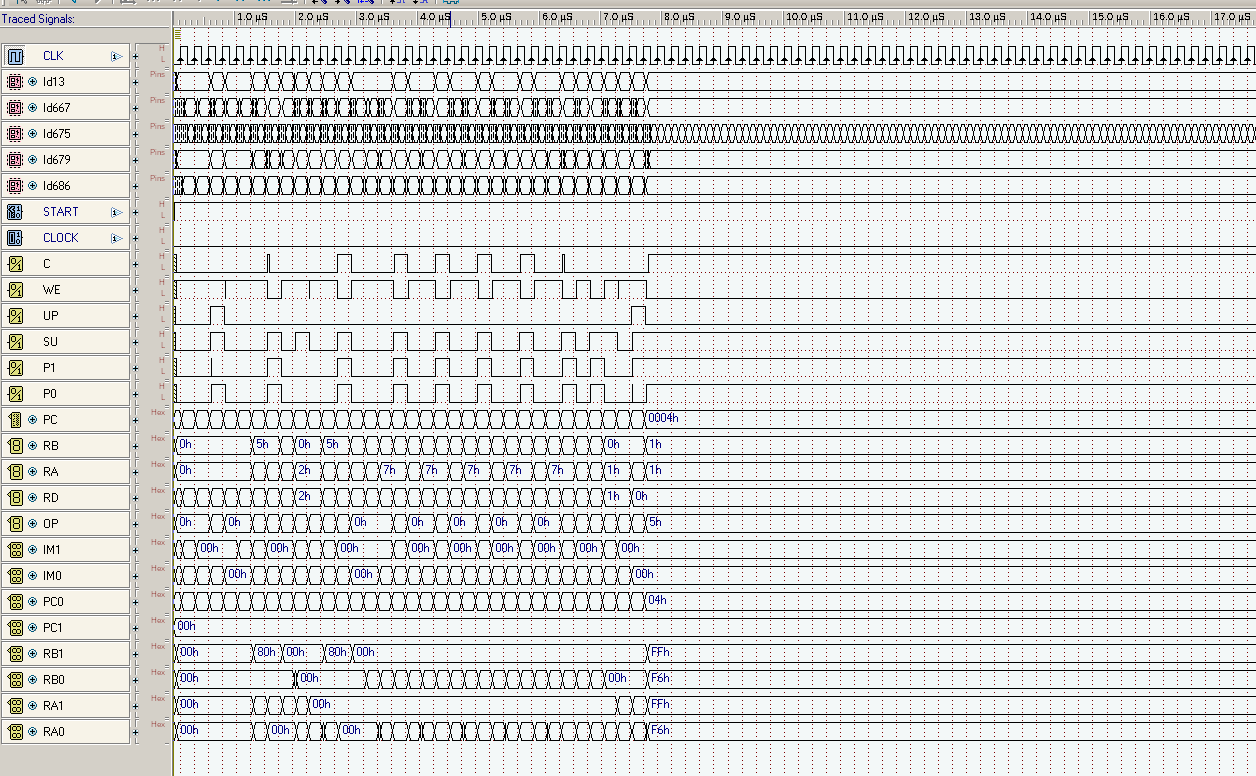 Traced Signals: 1.0 µS 2.0 µS 3.0 µS 4.0 µS 5.0 µS 6.0 µS 7.0 µS 8.0 µS 9.0 µS 10.0 µS 11.0 µS 12.0 µS 13.0 µS 14.0 µS 15.0 µS 16.0 µS 17.0 µS
CLK H L
Id13 Pins
Id667 Pins
Id675 Pins
Id679 Pins
Id686 Pins
START H L
CLOCK H L
C H L
WE H L
UP H L
SU H L
P1 H L
P0 H L
PC Hex 0004h
RB Hex 0h 5h 0h 5h 0h 1h
RA Hex 0h 2h 7h 7h 7h 7h 7h 1h 1h
RD Hex 2h 1h 0h
OP Hex 0h 0h 0h 0h 0h 0h 0h 5h
IM1 Hex 00h 00h 00h 00h 00h 00h 00h 00h 00h
IM0 Hex 00h 00h 00h
PC0 Hex 04h
PC1 Hex 00h
RB1 Hex 00h 80h 00h 80h 00h FFh
RB0 Hex 00h 00h 00h F6h
RA1 Hex 00h 00h FFh
RA0 Hex 00h 00h 00h F6h